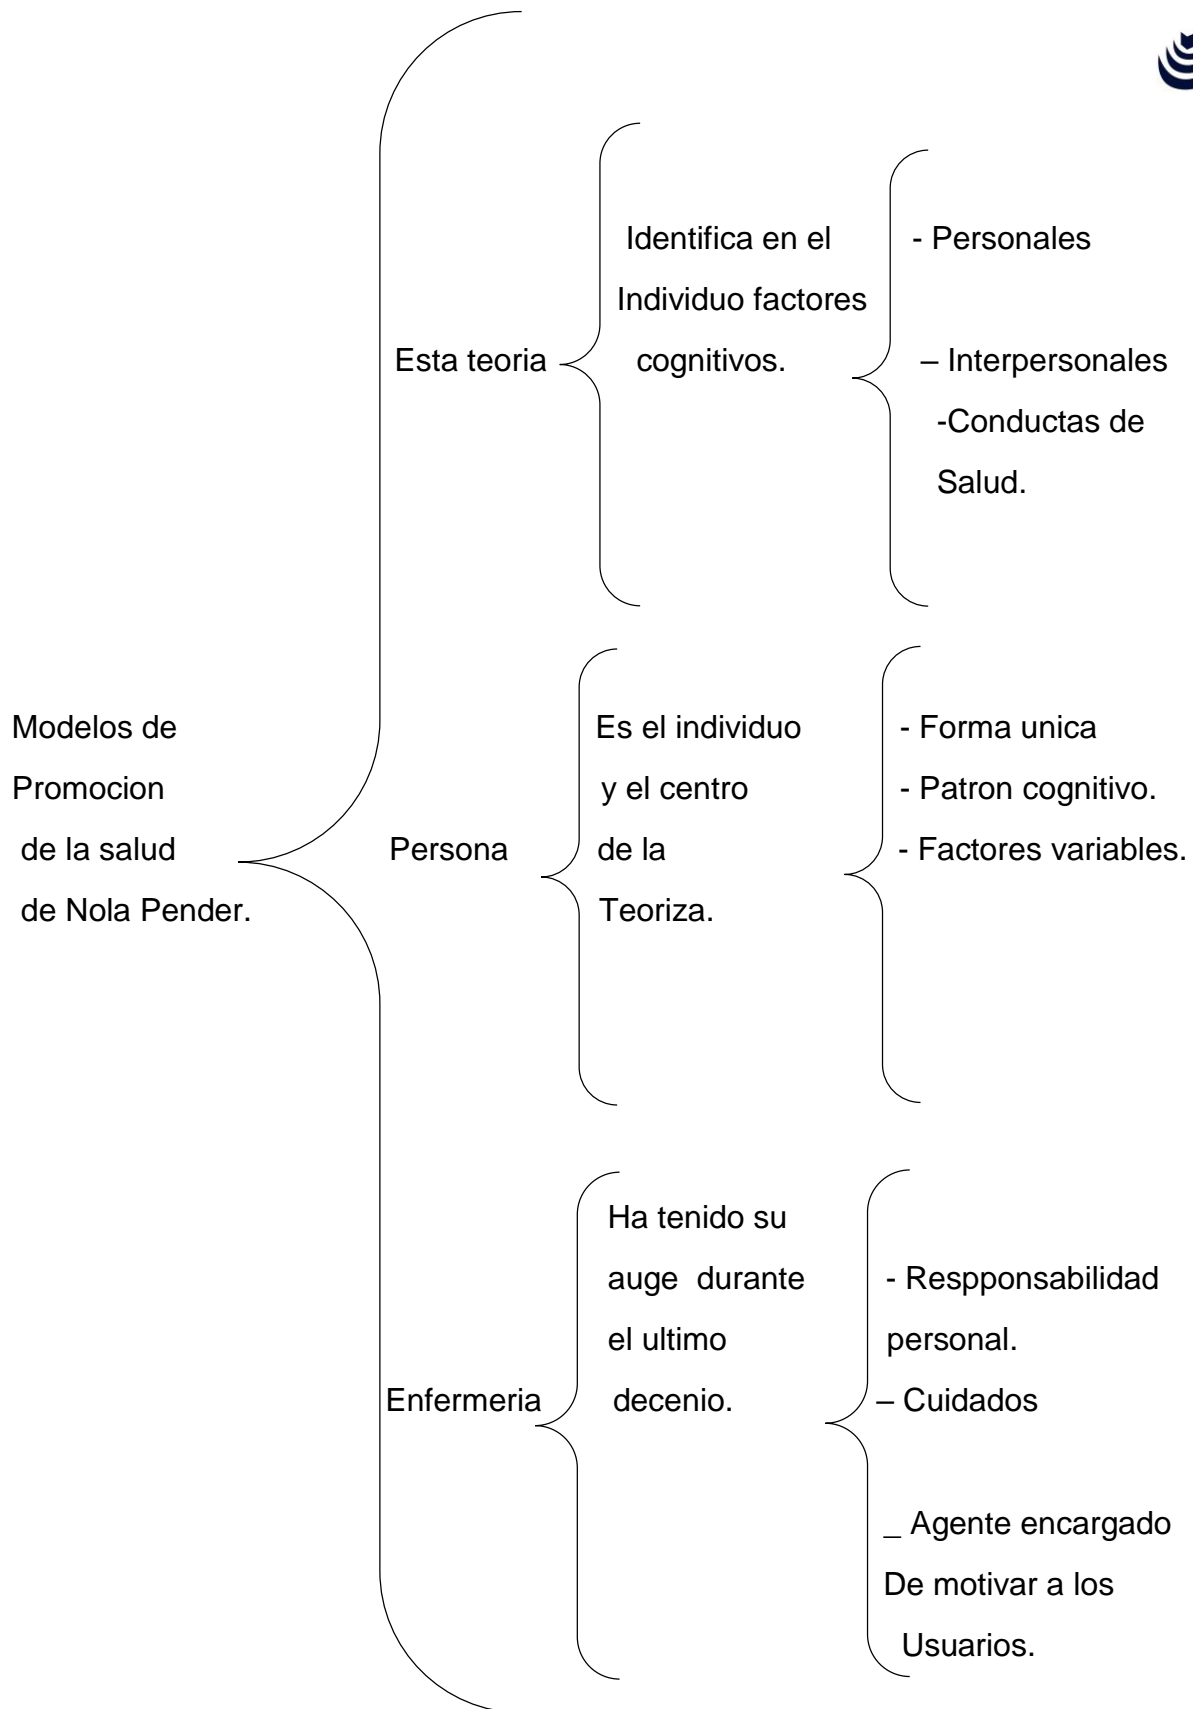 Modelos de
Promocion
de la salud
de Nola Pender.
Esta teoria
Identifica en el
Individuo factores
cognitivos.
- Personales
– Interpersonales
-Conductas de
Salud.
Persona
Es el individuo
y el centro
de la
Teoriza.
- Forma unica
- Patron cognitivo.
- Factores variables.
Enfermeria
Ha tenido su
auge  durante
el ultimo
decenio.
- Respponsabilidad
personal.
– Cuidados
_ Agente encargado
De motivar a los
Usuarios.